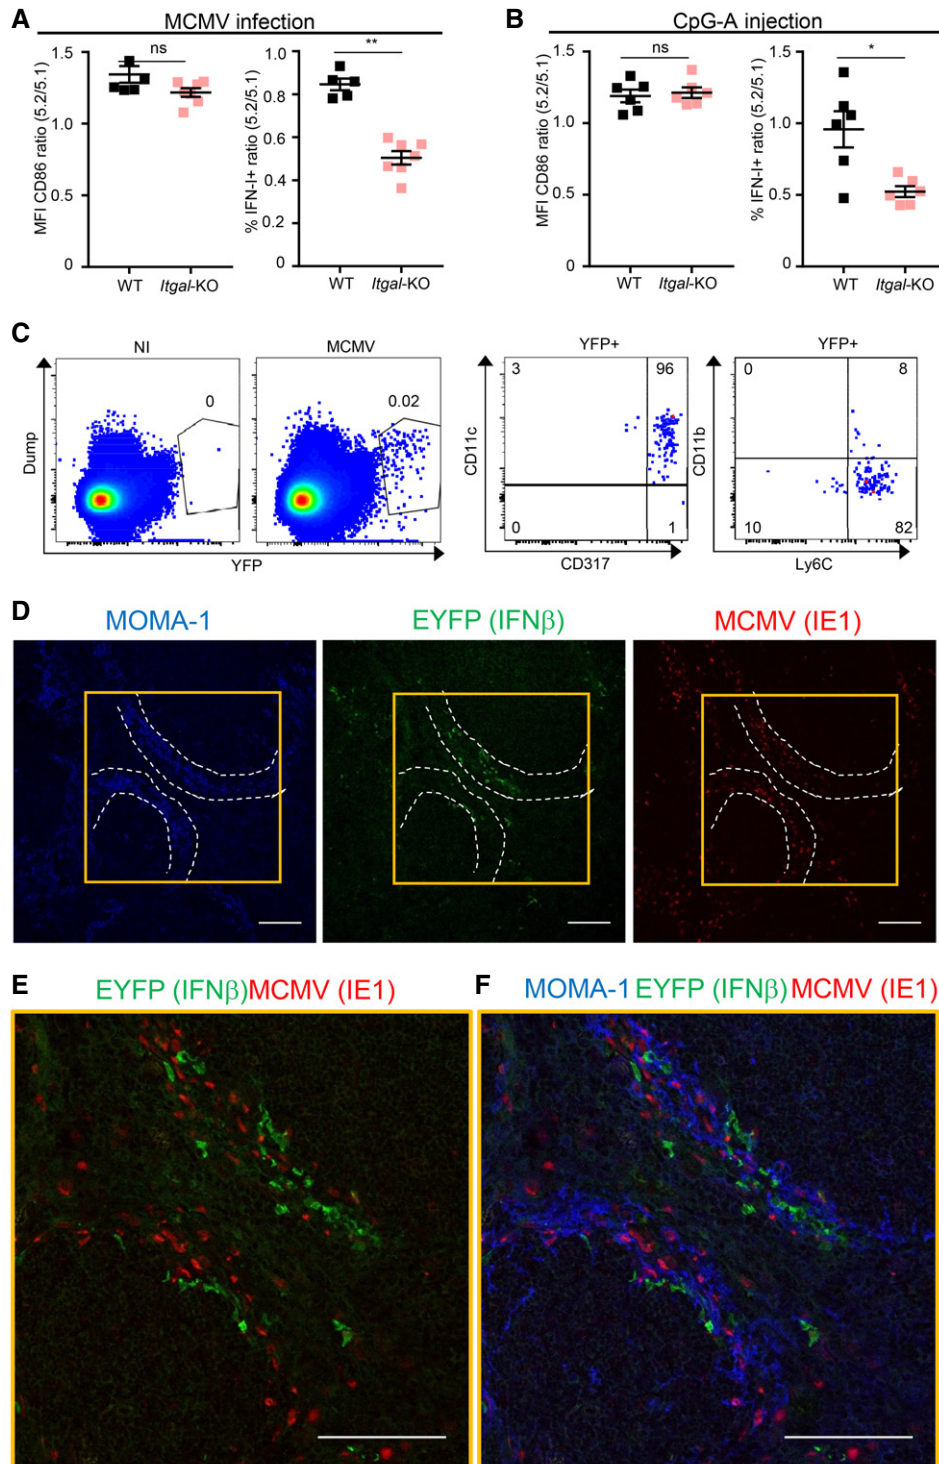 A
MCMV infection
MFI CD86 ratio (5.2/5.1)
1.5
1.0
0.5
0
ns
WT
Itgal-KO
% IFN-I+ ratio (5.2/5.1)
1.0
0.8
0.6
0.4
0.2
0
**
WT
Itgal-KO
B
CpG-A injection
MFI CD86 ratio (5.2/5.1)
1.5
1.0
0.5
0
ns
WT
Itgal-KO
% IFN-I+ ratio (5.2/5.1)
1.5
1.0
0.5
0
*
WT
Itgal-KO
C
NI
0
Dump
MCMV
0.02
YFP
YFP+
3
96
0
1
CD11c
CD317
YFP+
0
8
10
82
CD11b
Ly6C
D
MOMA-1
EYFP (IFNβ)
MCMV (IE1)
E
EYFP (IFNβ)MCMV (IE1)
F
MOMA-1 EYFP (IFNβ) MCMV (IE1)